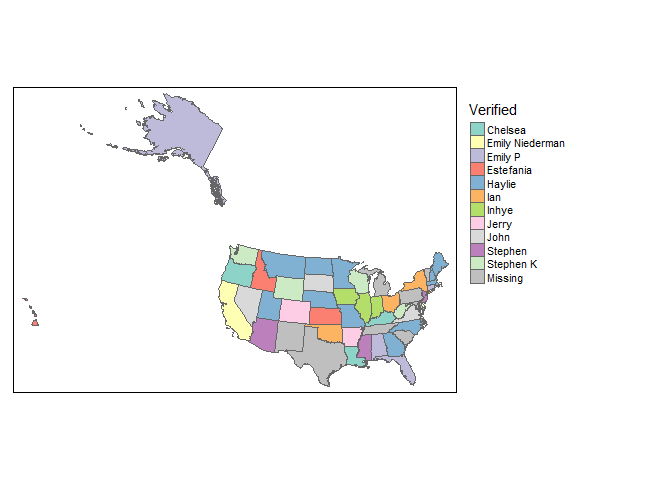 Verified
Chelsea
Emily Niederman
Emily P
Estefania
Haylie
Ian
Inhye
Jerry
John
Stephen
Stephen K
Missing